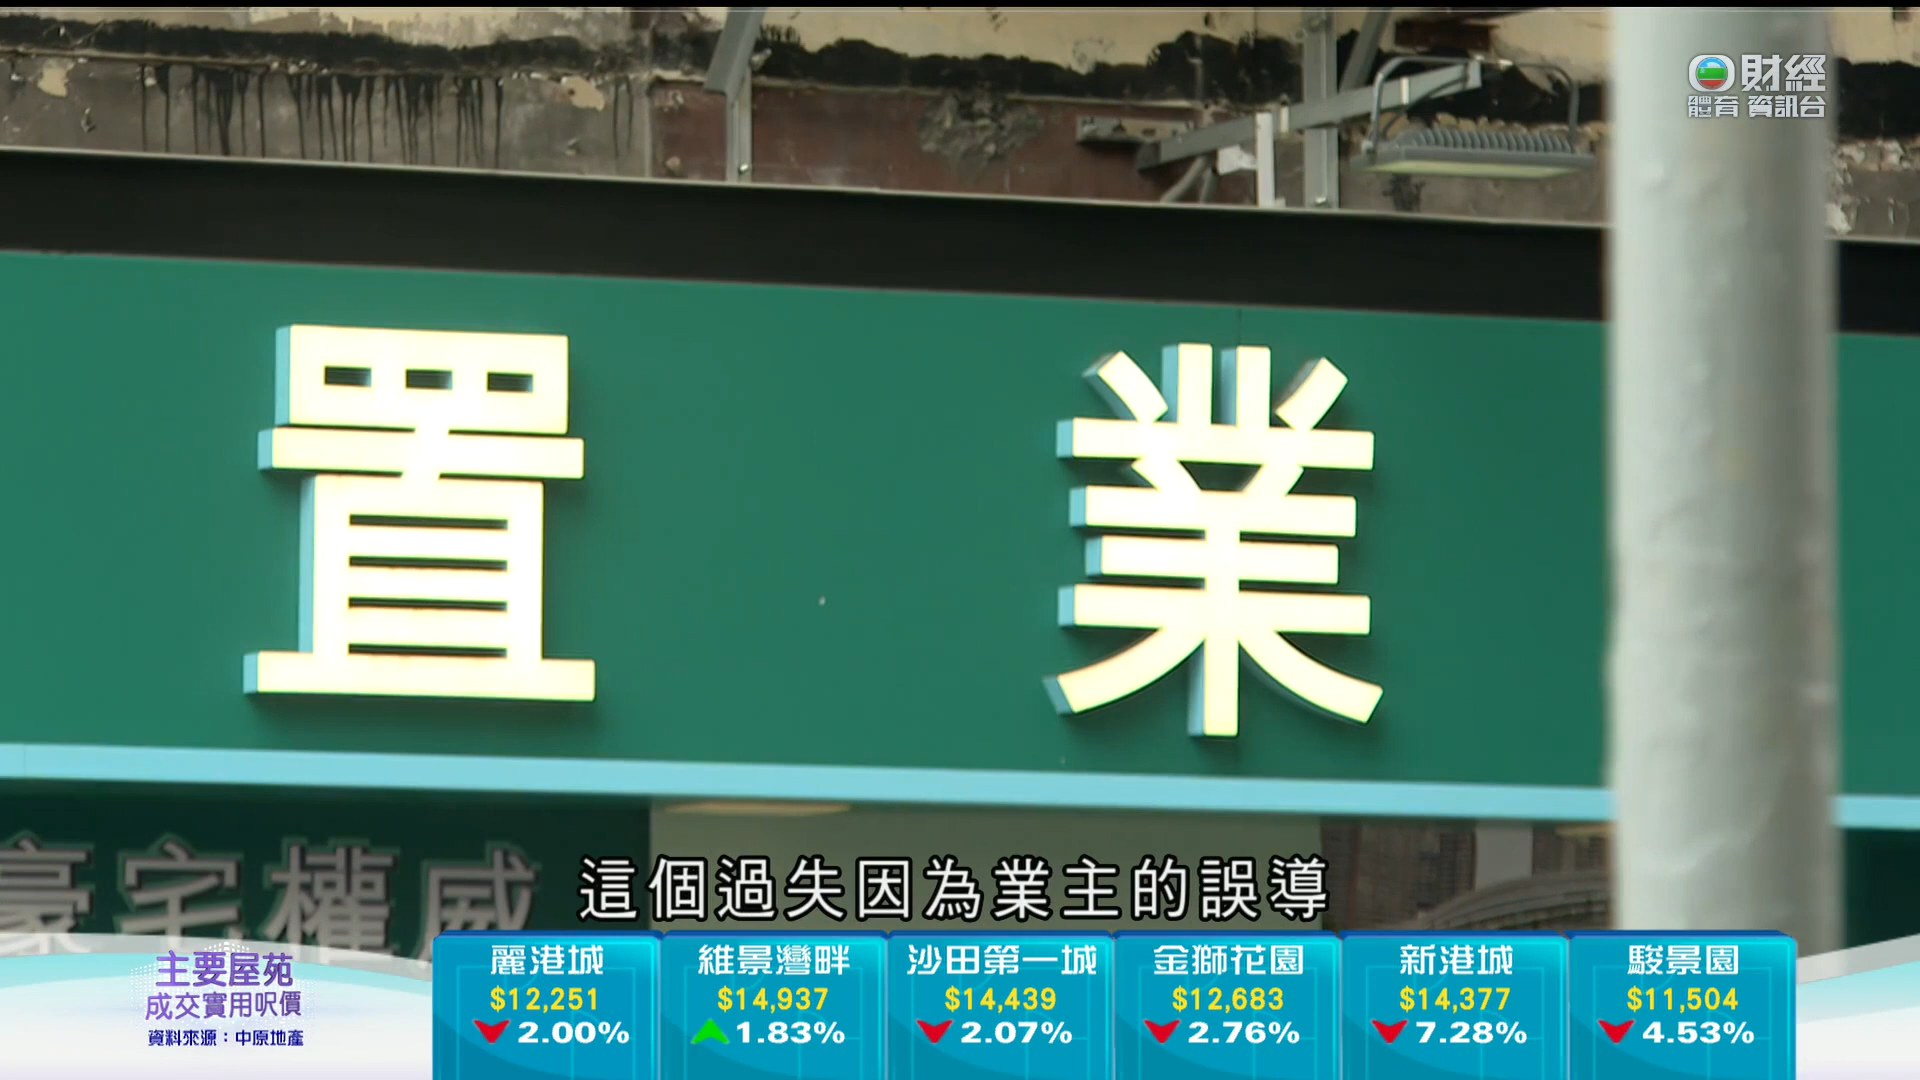 財經
體育 資訊台
置 業
豪宅權威
這個過失因為業主的誤導
主要屋苑
成交實用呎價
資料來源：中原地產
麗港城
$12,251
2.00%
維景灣畔
$14,937
1.83%
沙田第一城
$14,439
2.07%
金獅花園
$12,683
2.76%
新港城
$14,377
7.28%
駿景園
$11,504
4.53%